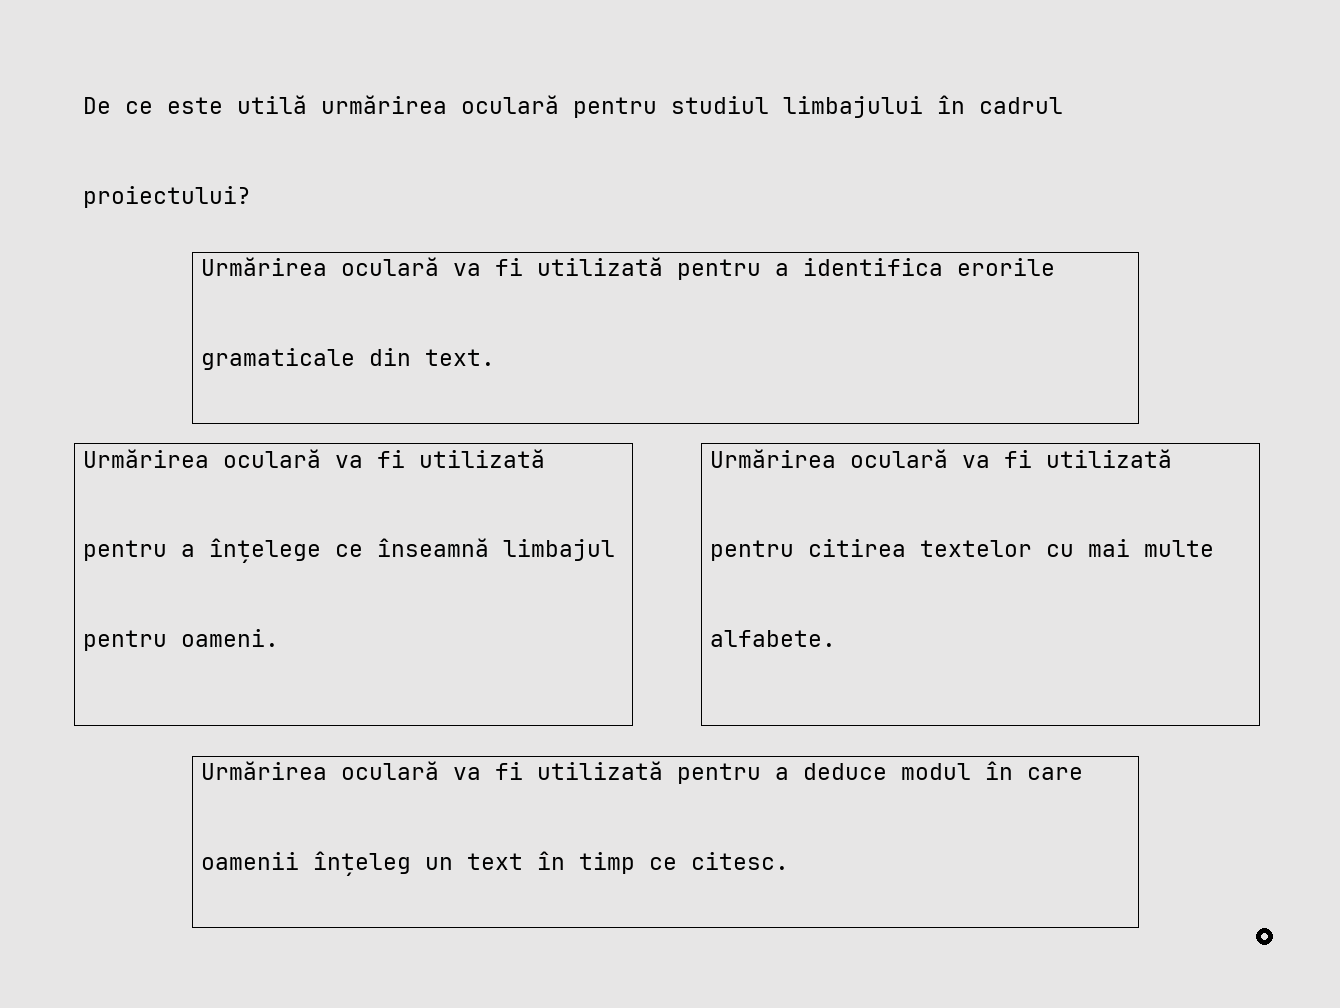 De ce este utilă urmărirea oculară pentru studiul limbajului în cadrul
proiectului?
Urmărirea oculară va fi utilizată pentru a identifica erorile
gramaticale din text.
Urmărirea oculară va fi utilizată
pentru a înțelege ce înseamnă limbajul
pentru oameni.
Urmărirea oculară va fi utilizată
pentru citirea textelor cu mai multe
alfabete.
Urmărirea oculară va fi utilizată pentru a deduce modul în care
oamenii înțeleg un text în timp ce citesc.